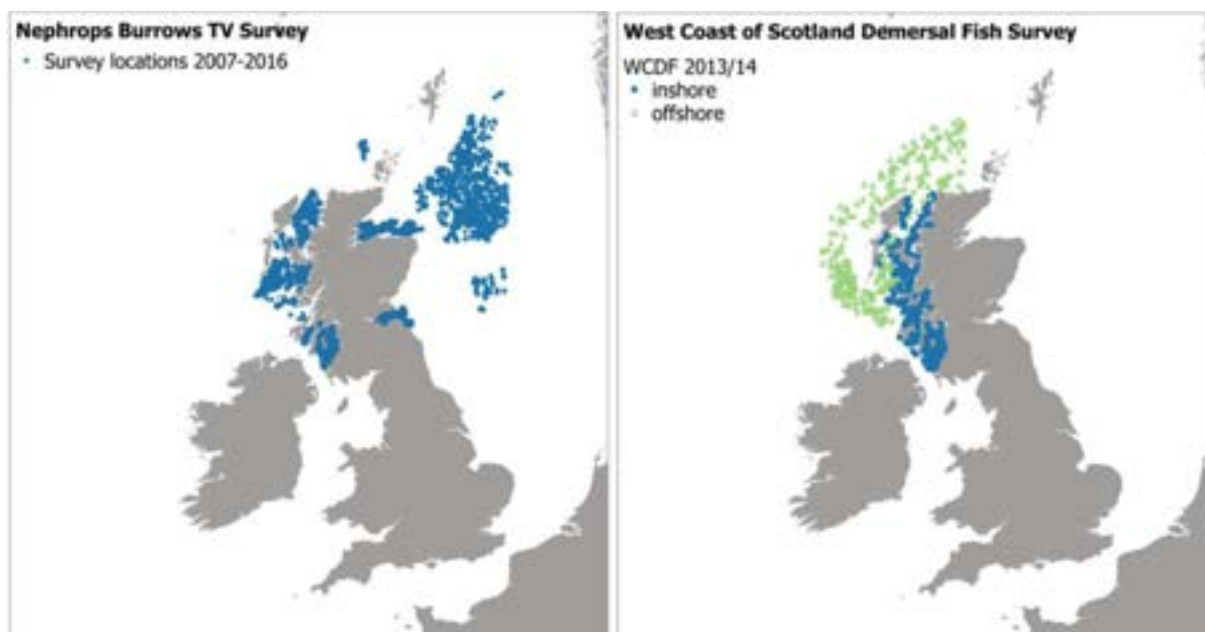 Nephrops Burrows TV Survey
Survey locations 2007-2016
West Coast of Scotland Demersal Fish Survey
WCDF 2013/14
inshore
offshore